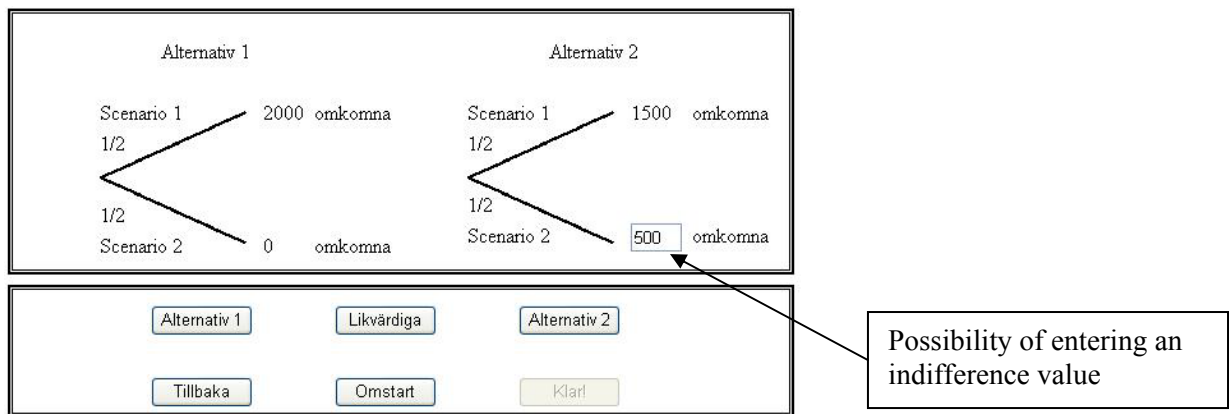 Alternativ 1
Alternativ 2
Scenario 1
2000 omkomna
1/2
1/2
Scenario 2
0 omkomna
Scenario 1
1500 omkomna
1/2
1/2
Scenario 2
500 omkomna
Alternativ 1
Likvärdiga
Alternativ 2
Tillbaka
Omstart
Klar!
Possibility of entering an
indifference value